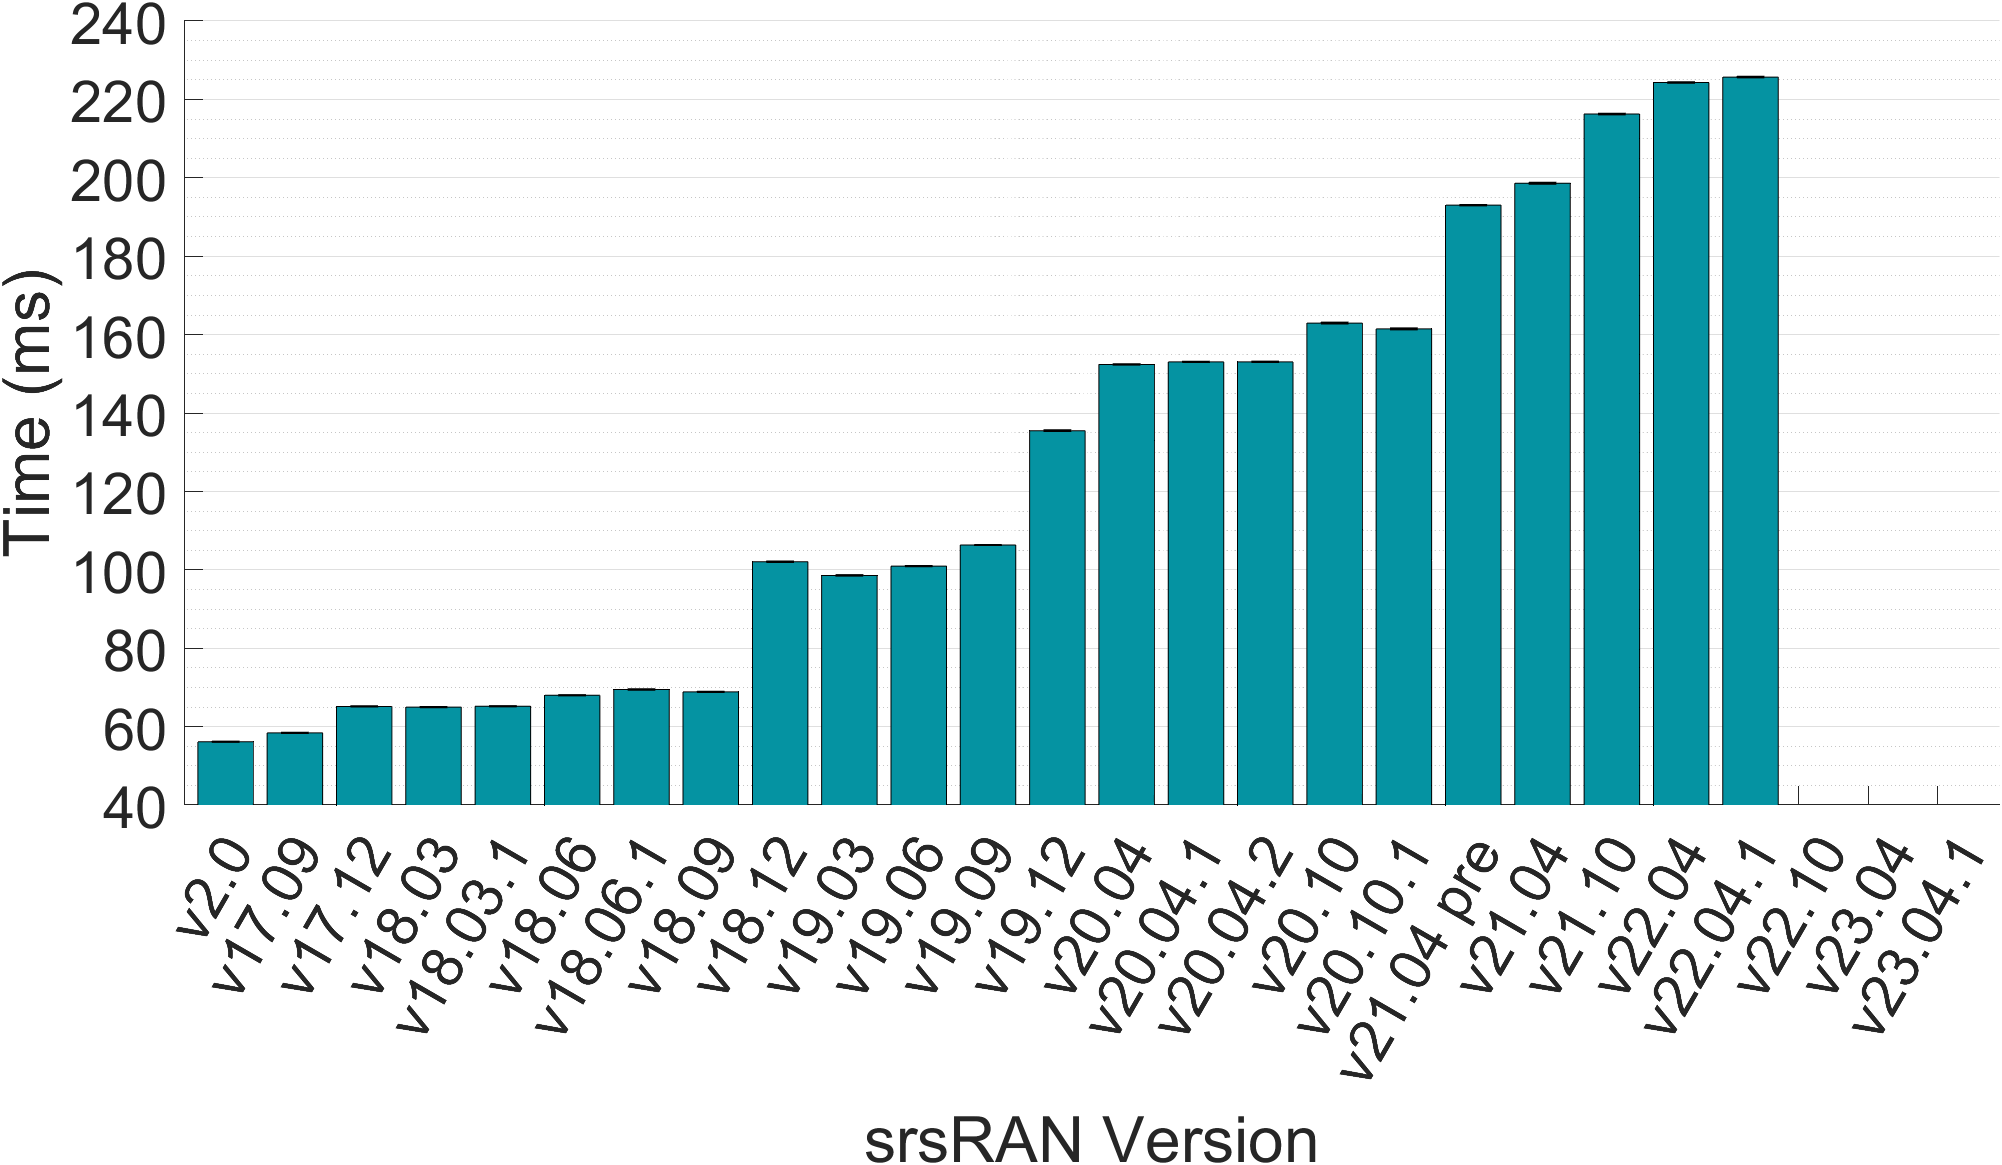 240
220
200
180
160
140
120
100
80
60
40
Time (ms)
v2.0
v17.09
v17.12
v18.03
v18.03.1
v18.06
v18.06.1
v18.09
v18.12
v19.03
v19.06
v19.09
v19.12
v20.04
v20.04.1
v20.04.2
v20.10
v20.10.1
v21.04 pre
v21.04
v21.10
v22.04
v22.04.1
v22.10
v23.04
v23.04.1
srsRAN Version